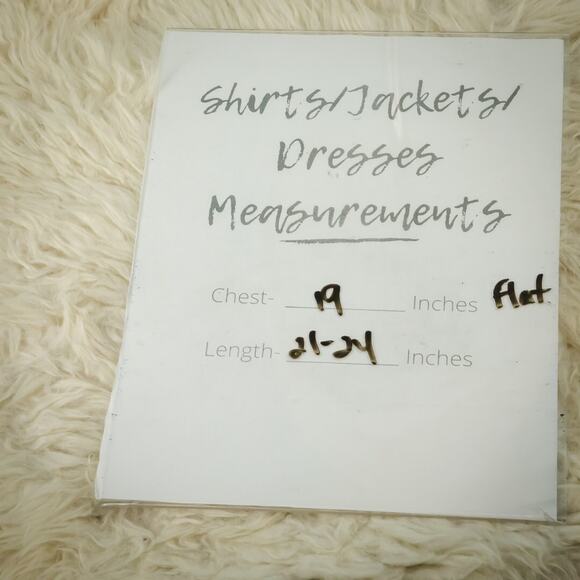 Shirts/Jackets/
Dresses
Measurements
Chest- 19 Inches Flat
Length- 21-24 Inches